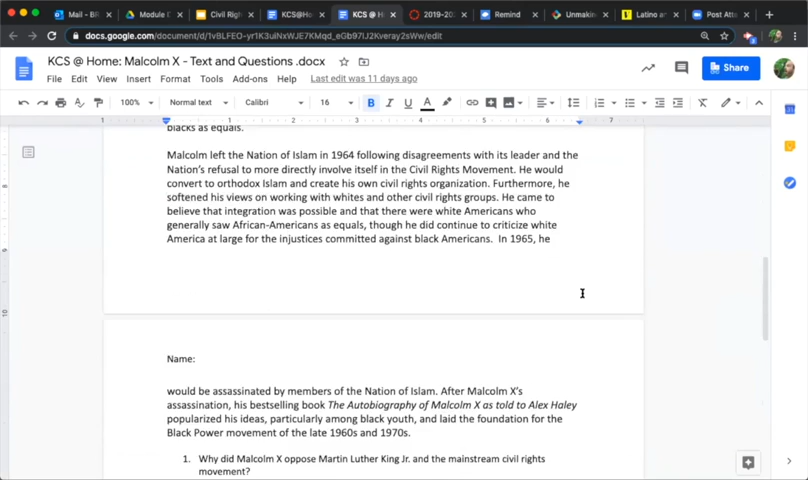 Mail - BR
Module D
Civil Righ
KCS@Ho
KCS @ H
2019-202
Remind
Unmakin
Latino ar
Post Atta
docs.google.com/document/d/1vBLFEO-yr1K3uiNxWJE7KMqd_eGb97IJ2Kveray2sWw/edit
KCS @ Home: Malcolm X - Text and Questions .docx
File Edit View Insert Format Tools Add-ons Help Last edit was 11 days ago
Share
100% Normal text Calibri 16 B I U A
1 1 2 3 4 5 6 7
blacks as equals.
Malcolm left the Nation of Islam in 1964 following disagreements with its leader and the
Nation's refusal to more directly involve itself in the Civil Rights Movement. He would
convert to orthodox Islam and create his own civil rights organization. Furthermore, he
softened his views on working with whites and other civil rights groups. He came to
believe that integration was possible and that there were white Americans who
generally saw African-Americans as equals, though he did continue to criticize white
America at large for the injustices committed against black Americans. In 1965, he
Name:
would be assassinated by members of the Nation of Islam. After Malcolm X's
assassination, his bestselling book The Autobiography of Malcolm X as told to Alex Haley
popularized his ideas, particularly among black youth, and laid the foundation for the
Black Power movement of the late 1960s and 1970s.
1. Why did Malcolm X oppose Martin Luther King Jr. and the mainstream civil rights
movement?